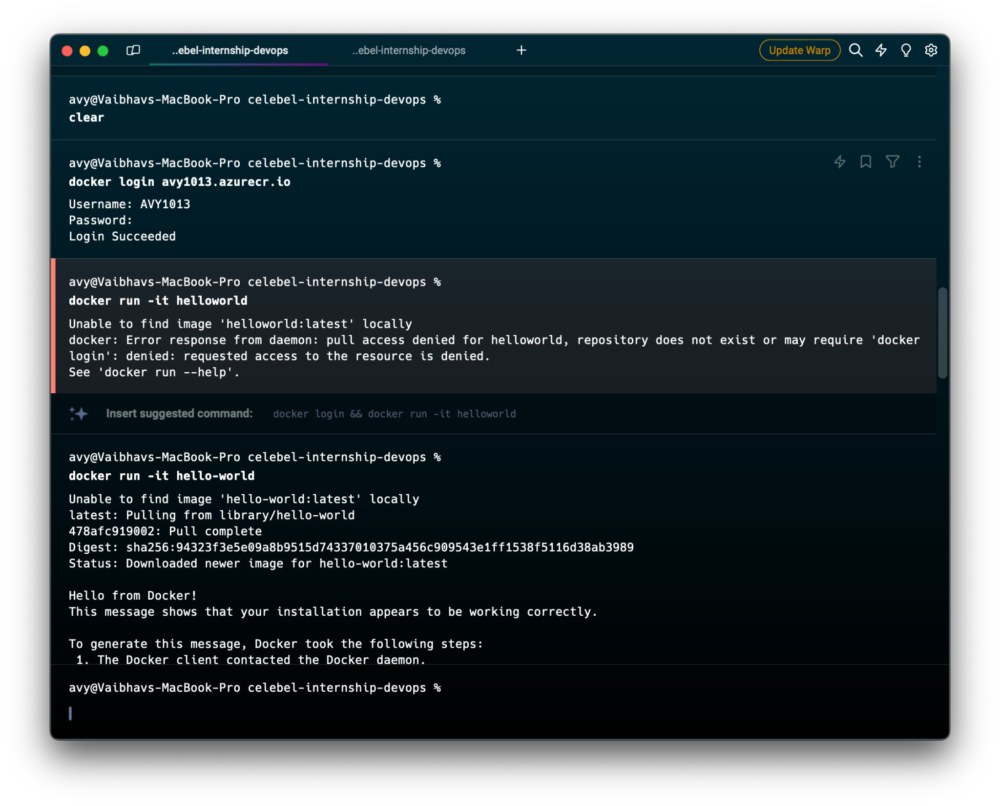 ..ebel-internship-devops ..ebel-internship-devops + Update Warp
avy@Vaibhavs-MacBook-Pro celebel-internship-devops %
clear
avy@Vaibhavs-MacBook-Pro celebel-internship-devops %
docker login avy1013.azurecr.io
Username: AVY1013
Password:
Login Succeeded
avy@Vaibhavs-MacBook-Pro celebel-internship-devops %
docker run -it helloworld
Unable to find image 'helloworld:latest' locally
docker: Error response from daemon: pull access denied for helloworld, repository does not exist or may require 'docker
login': denied: requested access to the resource is denied.
See 'docker run --help'.
Insert suggested command: docker login && docker run -it helloworld
avy@Vaibhavs-MacBook-Pro celebel-internship-devops %
docker run -it hello-world
Unable to find image 'hello-world:latest' locally
latest: Pulling from library/hello-world
478afc919002: Pull complete
Digest: sha256:94323f3e5e09a8b9515d74337010375a456c909543e1ff1538f5116d38ab3989
Status: Downloaded newer image for hello-world:latest
Hello from Docker!
This message shows that your installation appears to be working correctly.
To generate this message, Docker took the following steps:
1. The Docker client contacted the Docker daemon.
avy@Vaibhavs-MacBook-Pro celebel-internship-devops %